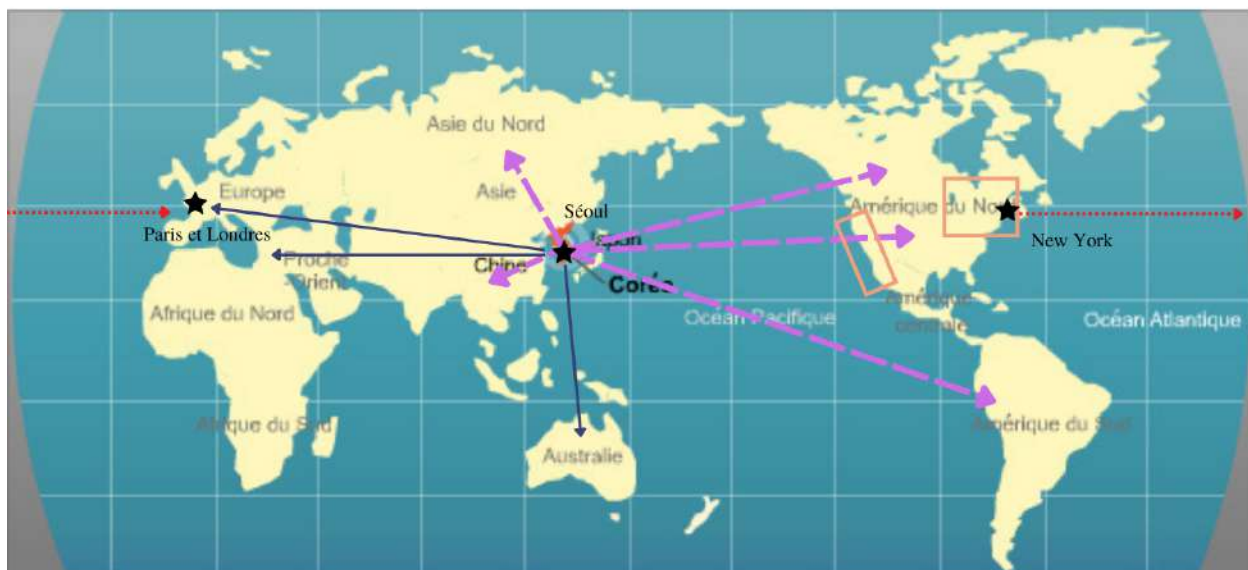 Asie du Nord
Europe
Asie
Séoul
Amérique du Nord
Paris et Londres
Japon
New York
Proche
-Orient
Chine
Corée
Amérique
centrale
Afrique du Nord
Océan Pacifique
Océan Atlantique
Afrique du Sud
Amérique du Sud
Australie